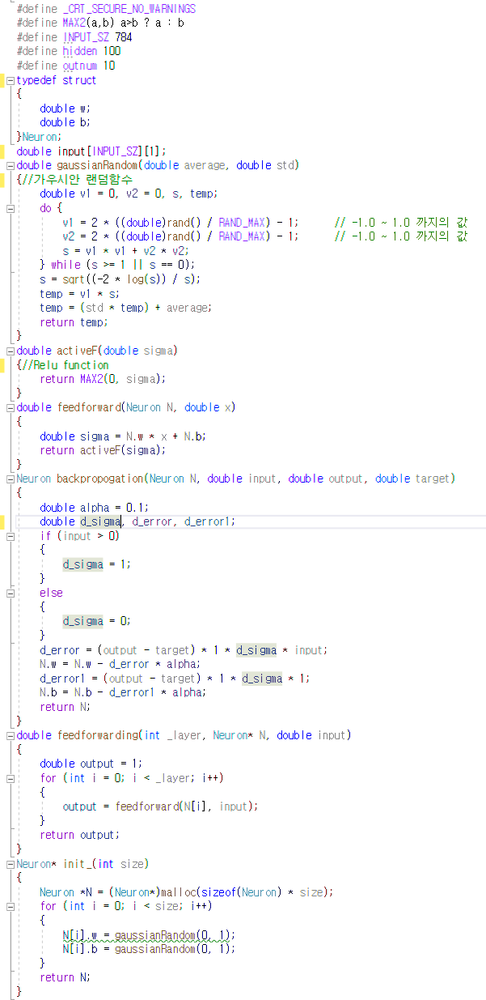 #define _CRT_SECURE_NO_WARNINGS
#define MAX2(a,b) a>b ? a : b
#define INPUT_SZ 784
#define hidden 100
#define outnum 10
typedef struct
{
    double w;
    double b;
}Neuron;
double input[INPUT_SZ][1];
double gaussianRandom(double average, double std)
{//가우시안 랜덤함수
    double v1 = 0, v2 = 0, s, temp;
    do {
        v1 = 2 * ((double)rand() / RAND_MAX) - 1;      // -1.0 ~ 1.0 까지의 값
        v2 = 2 * ((double)rand() / RAND_MAX) - 1;      // -1.0 ~ 1.0 까지의 값
        s = v1 * v1 + v2 * v2;
    } while (s >= 1 || s == 0);
    s = sqrt((-2 * log(s)) / s);
    temp = v1 * s;
    temp = (std * temp) + average;
    return temp;
}
double activeF(double sigma)
{//Relu function
    return MAX2(0, sigma);
}
double feedforward(Neuron N, double x)
{
    double sigma = N.w * x + N.b;
    return activeF(sigma);
}
Neuron backpropogation(Neuron N, double input, double output, double target)
{
    double alpha = 0.1;
    double d_sigma, d_error, d_error1;
    if (input > 0)
    {
        d_sigma = 1;
    }
    else
    {
        d_sigma = 0;
    }
    d_error = (output - target) * 1 * d_sigma * input;
    N.w = N.w - d_error * alpha;
    d_error1 = (output - target) * 1 * d_sigma * 1;
    N.b = N.b - d_error1 * alpha;
    return N;
}
double feedforwarding(int _layer, Neuron* N, double input)
{
    double output = 1;
    for (int i = 0; i < _layer; i++)
    {
        output = feedforward(N[i], input);
    }
    return output;
}
Neuron* init_(int size)
{
    Neuron *N = (Neuron*)malloc(sizeof(Neuron) * size);
    for (int i = 0; i < size; i++)
    {
        N[i].w = gaussianRandom(0, 1);
        N[i].b = gaussianRandom(0, 1);
    }
    return N;
}